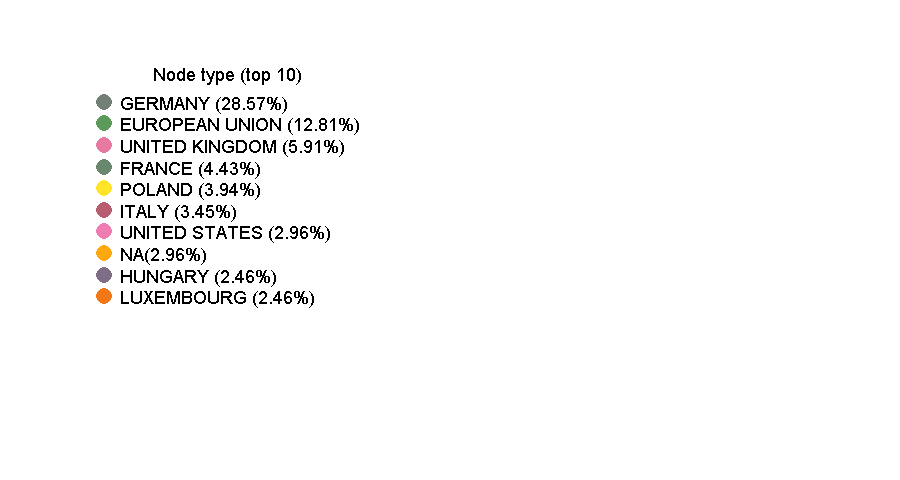 Node type (top 10)
GERMANY (28.57%)
EUROPEAN UNION (12.81%)
UNITED KINGDOM (5.91%)
FRANCE (4.43%)
POLAND (3.94%)
ITALY (3.45%)
UNITED STATES (2.96%)
NA(2.96%)
HUNGARY (2.46%)
LUXEMBOURG (2.46%)